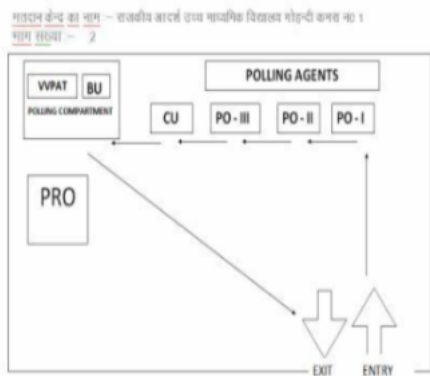 मतदान केन्द्र का नाम :- राजकीय आदर्श उच्च माध्यमिक विद्यालय गोहन्दी कमरा नं0 1
भाग संख्या :- 2
POLLING AGENTS
VVPAT
BU
POLLING COMPARTMENT
CU
PO - III
PO - II
PO - I
PRO
EXIT
ENTRY